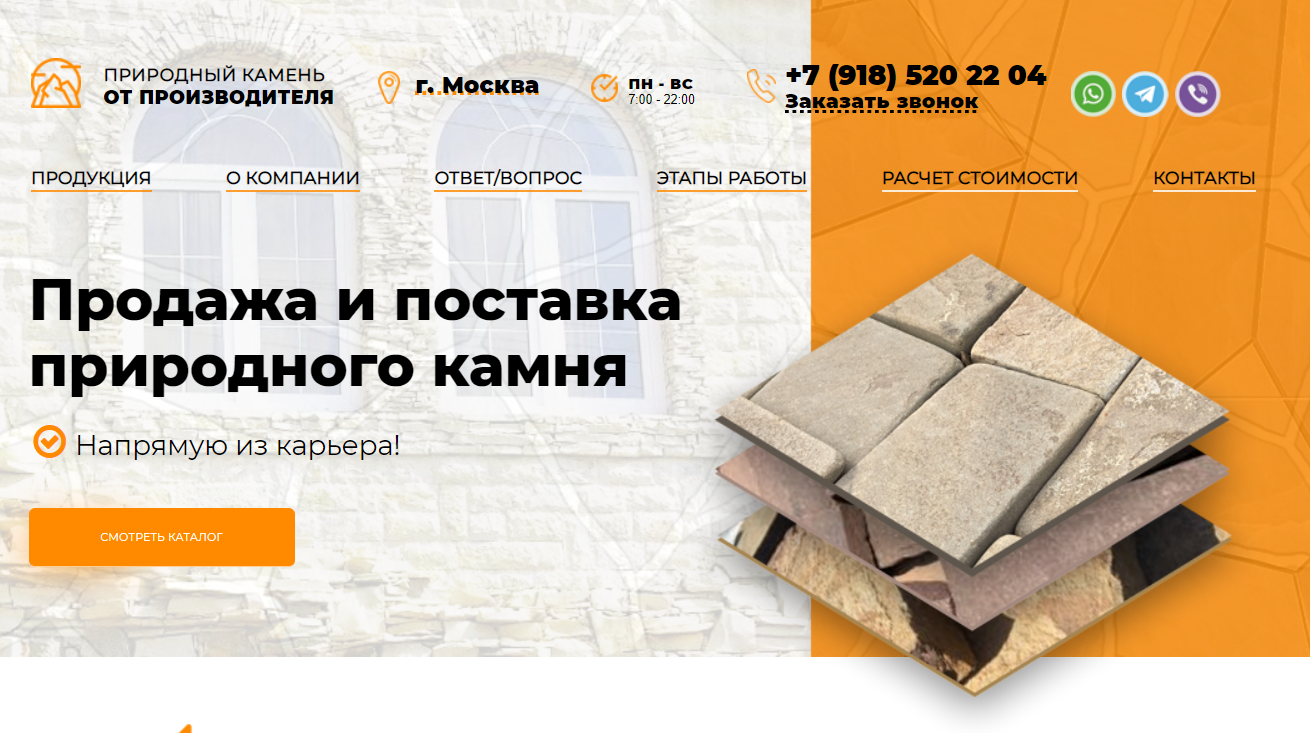 ПРИРОДНЫЙ КАМЕНЬ
ОТ ПРОИЗВОДИТЕЛЯ
г. Москва
пн - вс
7:00 - 22:00
+7 (918) 520 22 04
Заказать звонок
ПРОДУКЦИЯ
О КОМПАНИИ
ОТВЕТ/ВОПРОС
ЭТАПЫ РАБОТЫ
РАСЧЕТ СТОИМОСТИ
КОНТАКТЫ
Продажа и поставка
природного камня
Напрямую из карьера!
СМОТРЕТЬ КАТАЛОГ